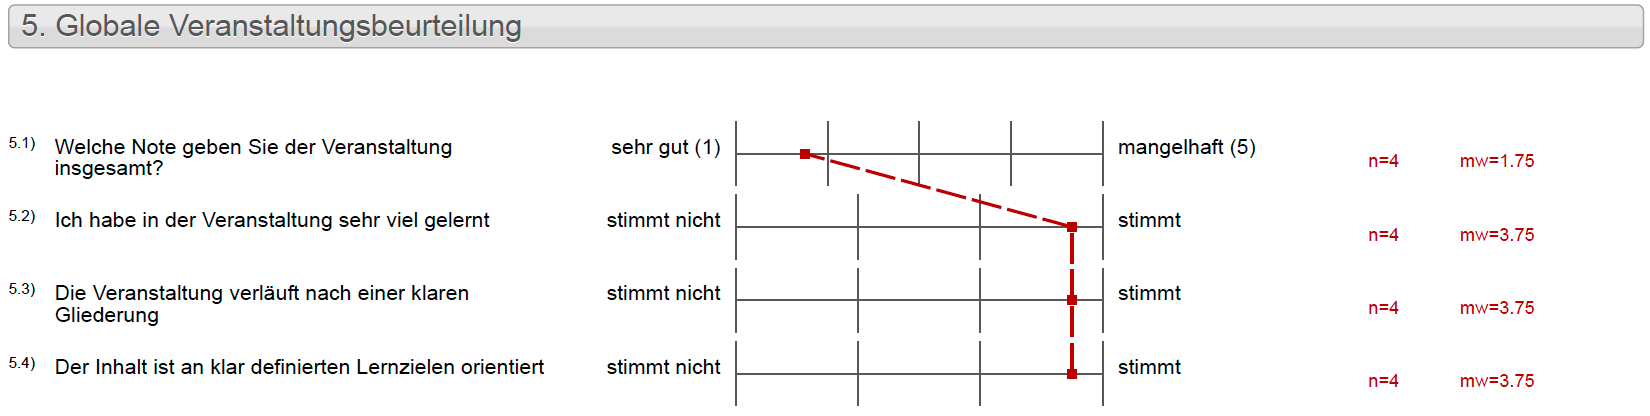 5. Globale Veranstaltungsbeurteilung
5.1) Welche Note geben Sie der Veranstaltung insgesamt? sehr gut (1) mangelhaft (5) n=4 mw=1.75
5.2) Ich habe in der Veranstaltung sehr viel gelernt stimmt nicht stimmt n=4 mw=3.75
5.3) Die Veranstaltung verläuft nach einer klaren Gliederung stimmt nicht stimmt n=4 mw=3.75
5.4) Der Inhalt ist an klar definierten Lernzielen orientiert stimmt nicht stimmt n=4 mw=3.75